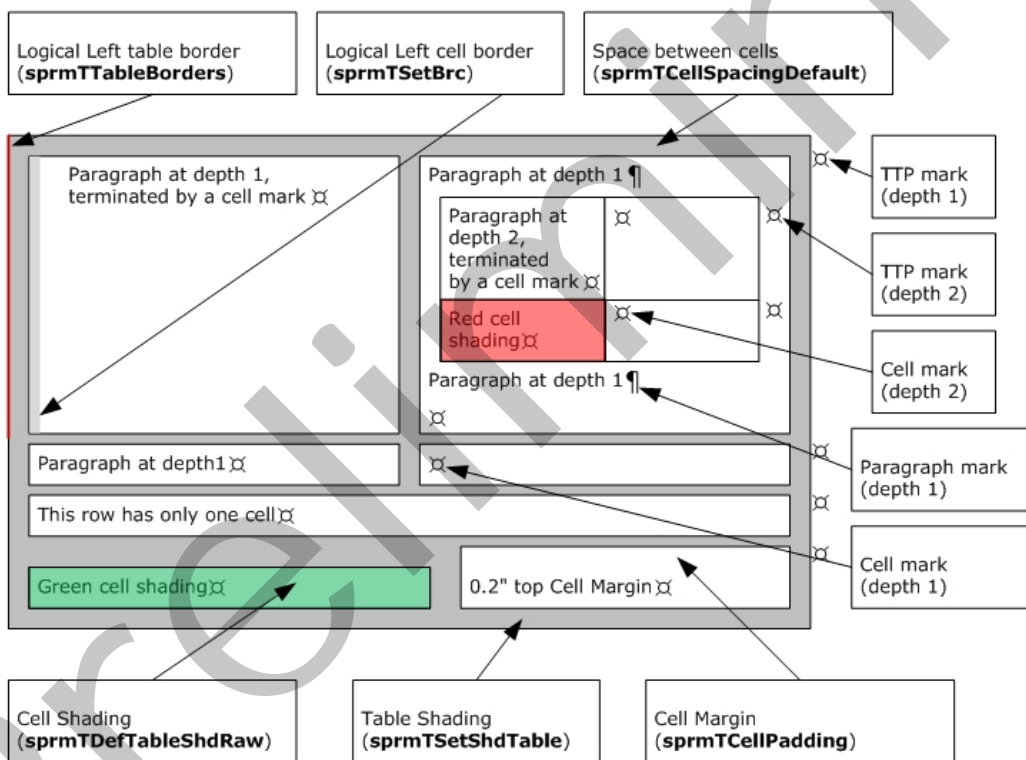 Logical Left table border
(sprmTTableBorders)
Logical Left cell border
(sprmTSetBrc)
Space between cells
(sprmTCellSpacingDefault)
Paragraph at depth 1,
terminated by a cell mark ¤
Paragraph at depth 1 ¶
Paragraph at
depth 2,
terminated
by a cell mark ¤
¤
¤
Red cell
shading¤
¤
¤
Paragraph at depth 1 ¶
¤
¤
TTP mark
(depth 1)
TTP mark
(depth 2)
Cell mark
(depth 2)
Paragraph mark
(depth 1)
Cell mark
(depth 1)
Paragraph at depth1¤
¤
¤
This row has only one cell¤
¤
Green cell shading¤
0.2" top Cell Margin ¤
¤
Cell Shading
(sprmTDefTableShdRaw)
Table Shading
(sprmTSetShdTable)
Cell Margin
(sprmTCellPadding)